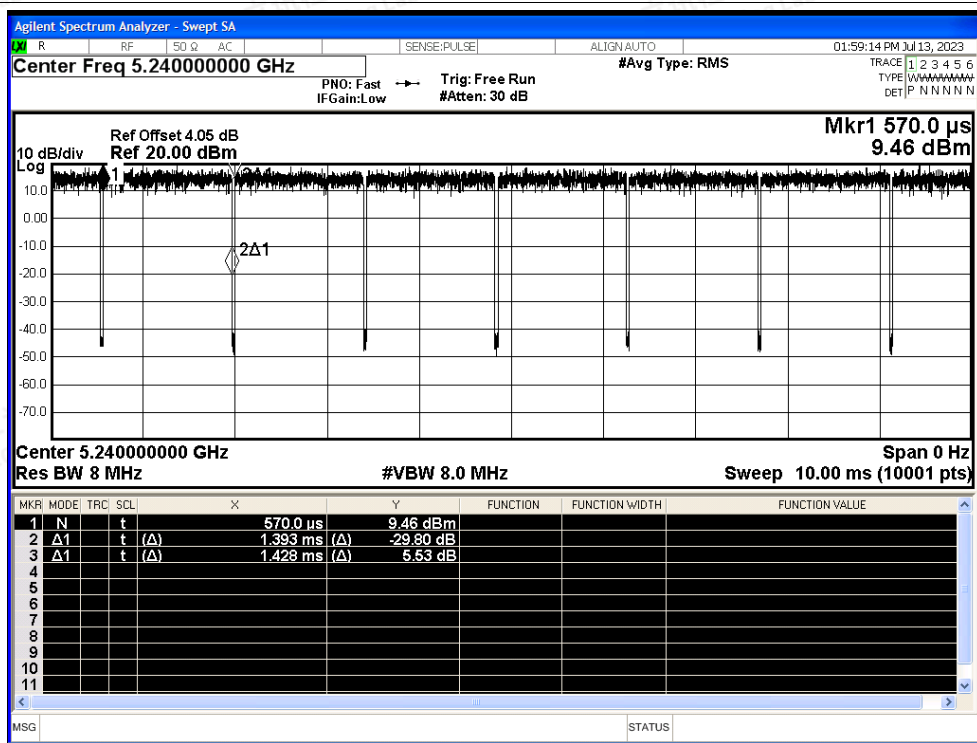 Agilent Spectrum Analyzer - Swept SA
LXI R RF 50 Ω AC SENSE:PULSE ALIGN AUTO 01:59:14 PM Jul 13, 2023
Center Freq 5.240000000 GHz #Avg Type: RMS TRACE 1 2 3 4 5 6
PNO: Fast Trig: Free Run TYPE
IFGain:Low #Atten: 30 dB DET P N N N N N
Mkr1 570.0 µs
Ref Offset 4.05 dB
10 dB/div Ref 20.00 dBm 9.46 dBm
Log
1
10.0
0.00
-10.0
2Δ1
-20.0
-30.0
-40.0
-50.0
-60.0
-70.0
Center 5.240000000 GHz Span 0 Hz
Res BW 8 MHz #VBW 8.0 MHz Sweep 10.00 ms (10001 pts)
MKR MODE TRC SCL X Y FUNCTION FUNCTION WIDTH FUNCTION VALUE
1 N t 570.0 µs 9.46 dBm
2 Δ1 t (Δ) 1.393 ms (Δ) -29.80 dB
3 Δ1 t (Δ) 1.428 ms (Δ) 5.53 dB
4
5
6
7
8
9
10
11
MSG STATUS